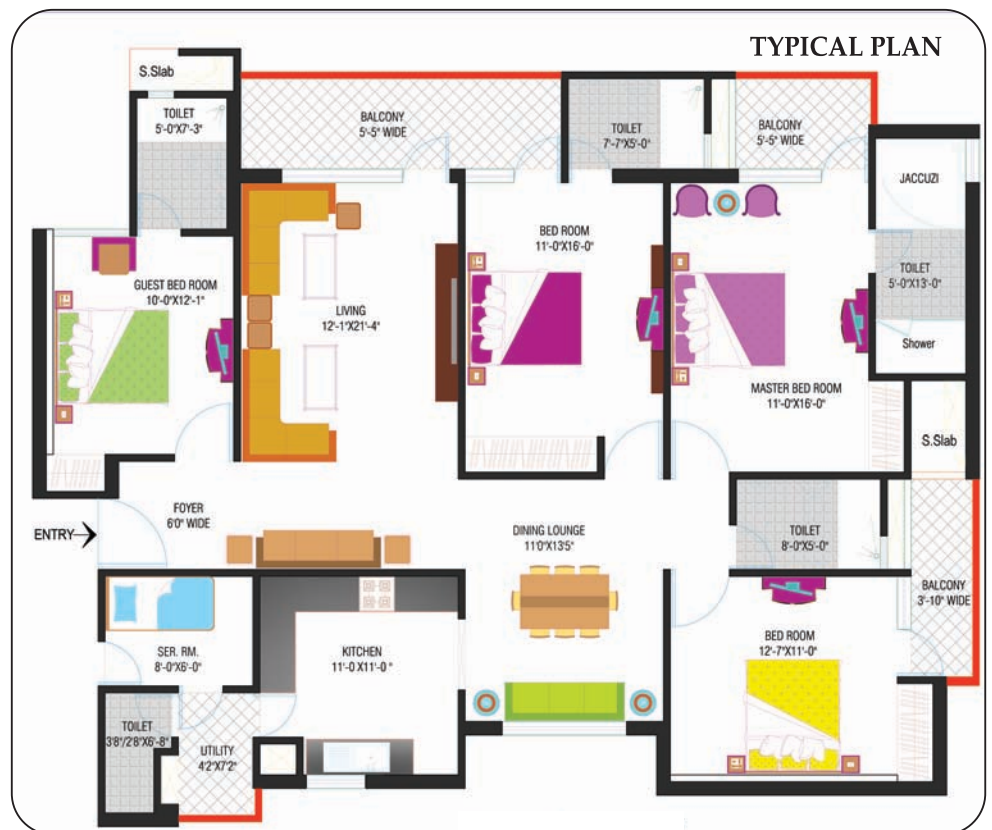 TYPICAL PLAN
S.Slab
TOILET
5'-0"X7'-3"
BALCONY
5'-5" WIDE
TOILET
7'-7"X5'-0"
BALCONY
5'-5" WIDE
JACCUZI
BED ROOM
11'-0"X16'-0"
GUEST BED ROOM
10'-0"X12'-1"
TOILET
5'-0"X13'-0"
LIVING
12'-1"X21'-4"
Shower
MASTER BED ROOM
11'-0"X16'-0"
S.Slab
FOYER
6'0" WIDE
ENTRY
DINING LOUNGE
11'0"X13'5"
TOILET
8'-0"X5'-0"
BALCONY
3'-10" WIDE
SER. RM.
8'-0"X6'-0"
KITCHEN
11'-0 X11'-0 "
BED ROOM
12'-7"X11'-0"
TOILET
3'8"/2'8"X6'-8"
UTILITY
4'2"X7'2"